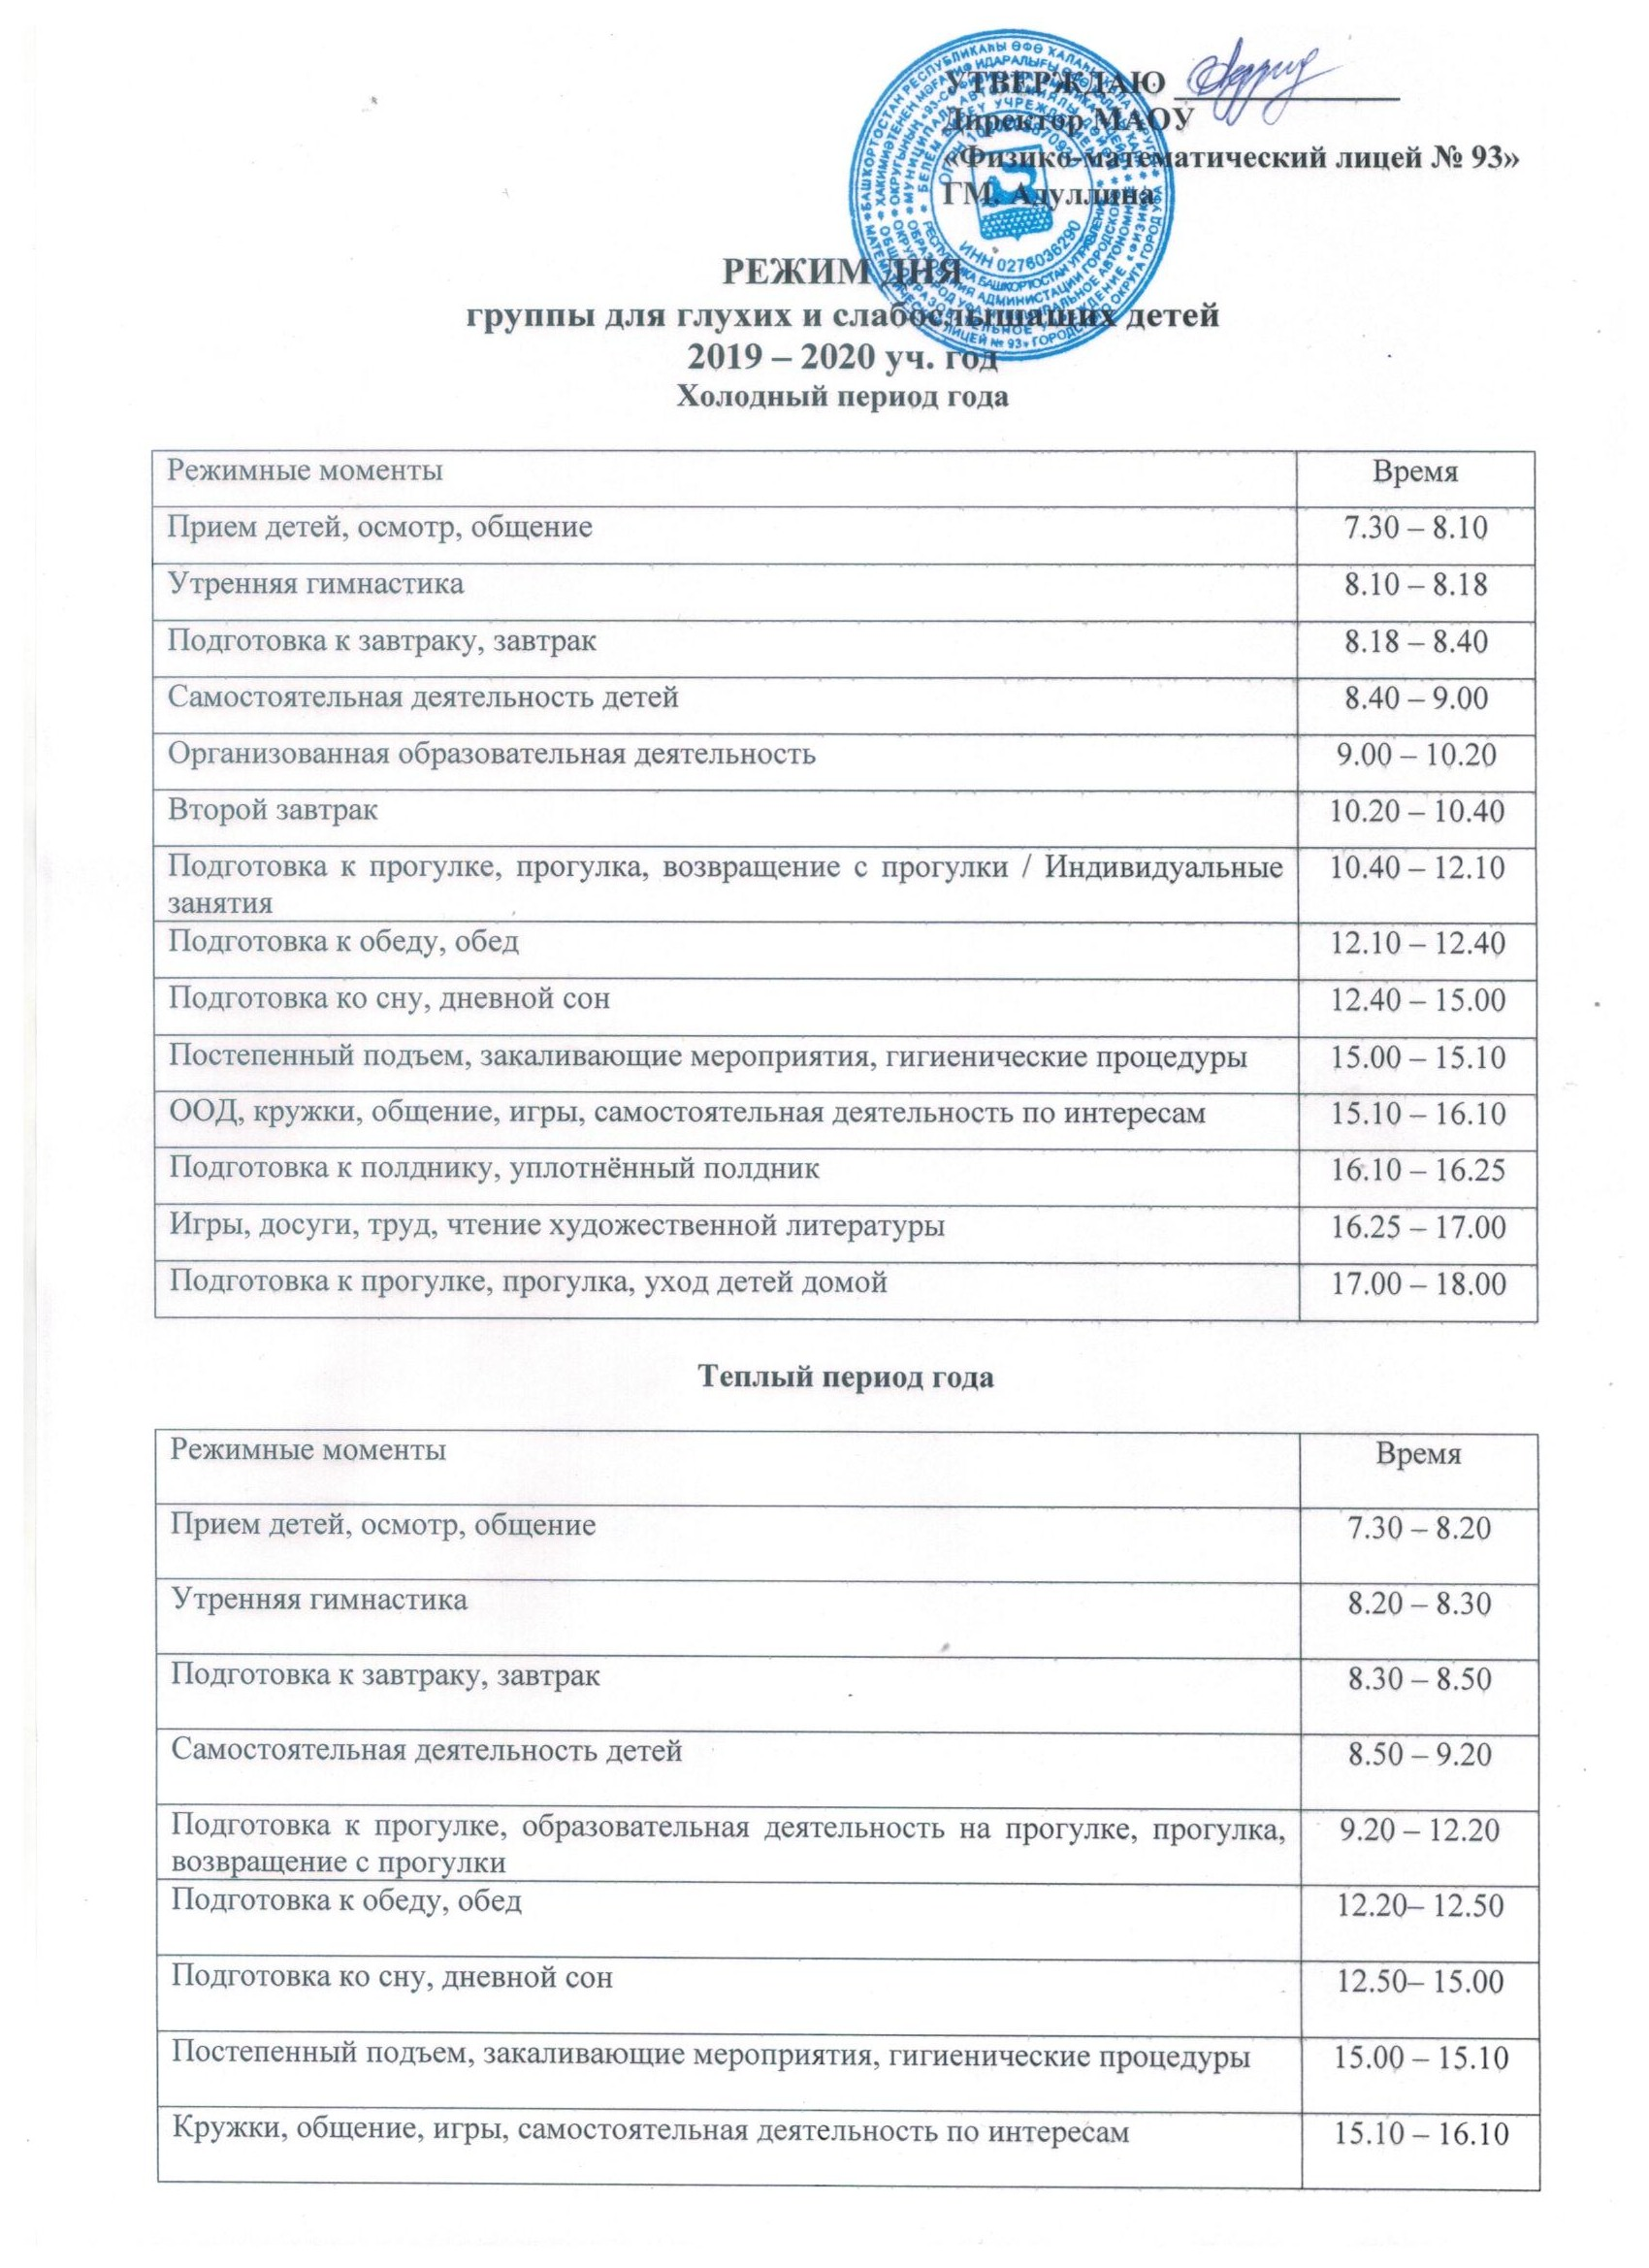 УТВЕРЖДАЮ
Директор МАОУ
«Физико-математический лицей № 93»
ГМ. Адуллина
ИНН 0276036290
РЕЖИМ ДНЯ
группы для глухих и слабослышащих детей
2019 – 2020 уч. год
Холодный период года
Режимные моменты Время
Прием детей, осмотр, общение 7.30 – 8.10
Утренняя гимнастика 8.10 – 8.18
Подготовка к завтраку, завтрак 8.18 – 8.40
Самостоятельная деятельность детей 8.40 – 9.00
Организованная образовательная деятельность 9.00 – 10.20
Второй завтрак 10.20 – 10.40
Подготовка к прогулке, прогулка, возвращение с прогулки / Индивидуальные 10.40 – 12.10
занятия
Подготовка к обеду, обед 12.10 – 12.40
Подготовка ко сну, дневной сон 12.40 – 15.00
Постепенный подъем, закаливающие мероприятия, гигиенические процедуры 15.00 – 15.10
ООД, кружки, общение, игры, самостоятельная деятельность по интересам 15.10 – 16.10
Подготовка к полднику, уплотнённый полдник 16.10 – 16.25
Игры, досуги, труд, чтение художественной литературы 16.25 – 17.00
Подготовка к прогулке, прогулка, уход детей домой 17.00 – 18.00
Теплый период года
Режимные моменты Время
Прием детей, осмотр, общение 7.30 – 8.20
Утренняя гимнастика 8.20 – 8.30
Подготовка к завтраку, завтрак 8.30 – 8.50
Самостоятельная деятельность детей 8.50 – 9.20
Подготовка к прогулке, образовательная деятельность на прогулке, прогулка, 9.20 – 12.20
возвращение с прогулки
Подготовка к обеду, обед 12.20– 12.50
Подготовка ко сну, дневной сон 12.50– 15.00
Постепенный подъем, закаливающие мероприятия, гигиенические процедуры 15.00 – 15.10
Кружки, общение, игры, самостоятельная деятельность по интересам 15.10 – 16.10